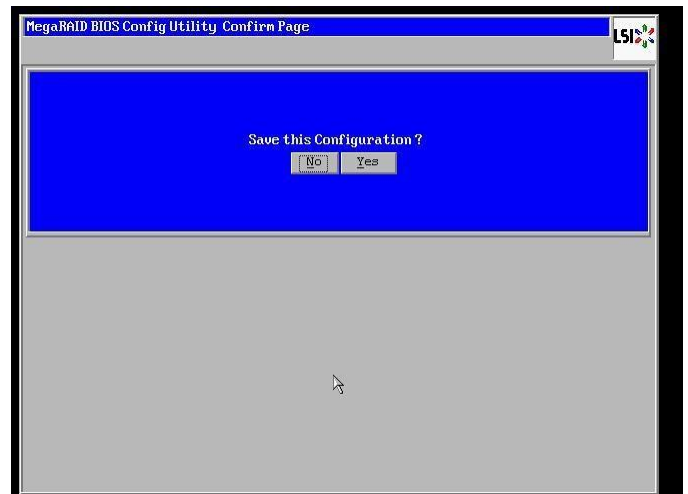 MegaRAID BIOS Config Utility Confirm Page
LSI
Save this Configuration ?
No
Yes